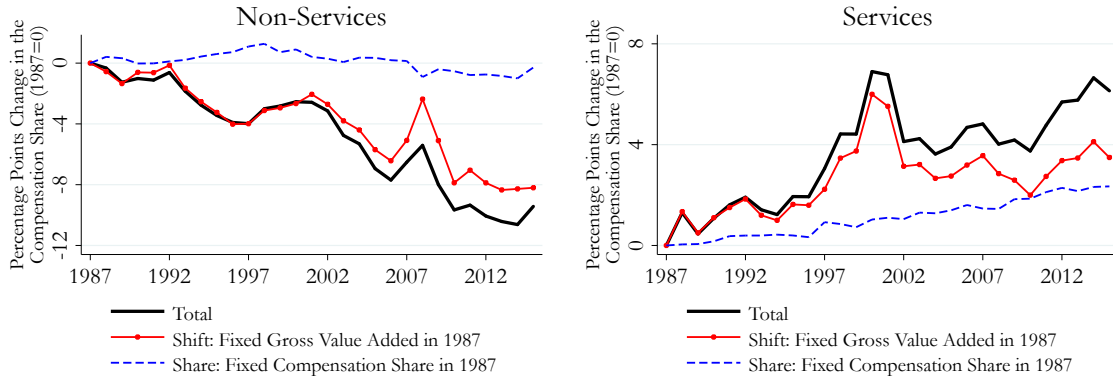 Non-Services
Percentage Points Change in the
Compensation Share (1987=0)
0
-4
-8
-12
1987
1992
1997
2002
2007
2012
Total
Shift: Fixed Gross Value Added in 1987
Share: Fixed Compensation Share in 1987
Services
Percentage Points Change in the
Compensation Share (1987=0)
8
4
0
1987
1992
1997
2002
2007
2012
Total
Shift: Fixed Gross Value Added in 1987
Share: Fixed Compensation Share in 1987